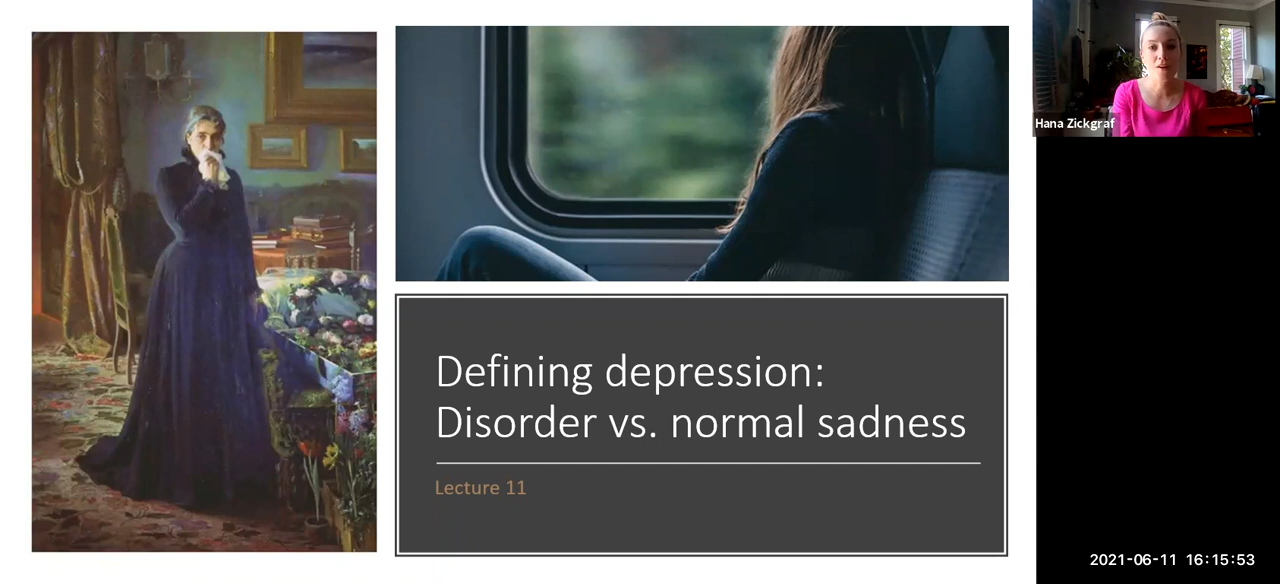 Hana Zickgraf
Defining depression:
Disorder vs. normal sadness
Lecture 11
2021-06-11 16:15:53